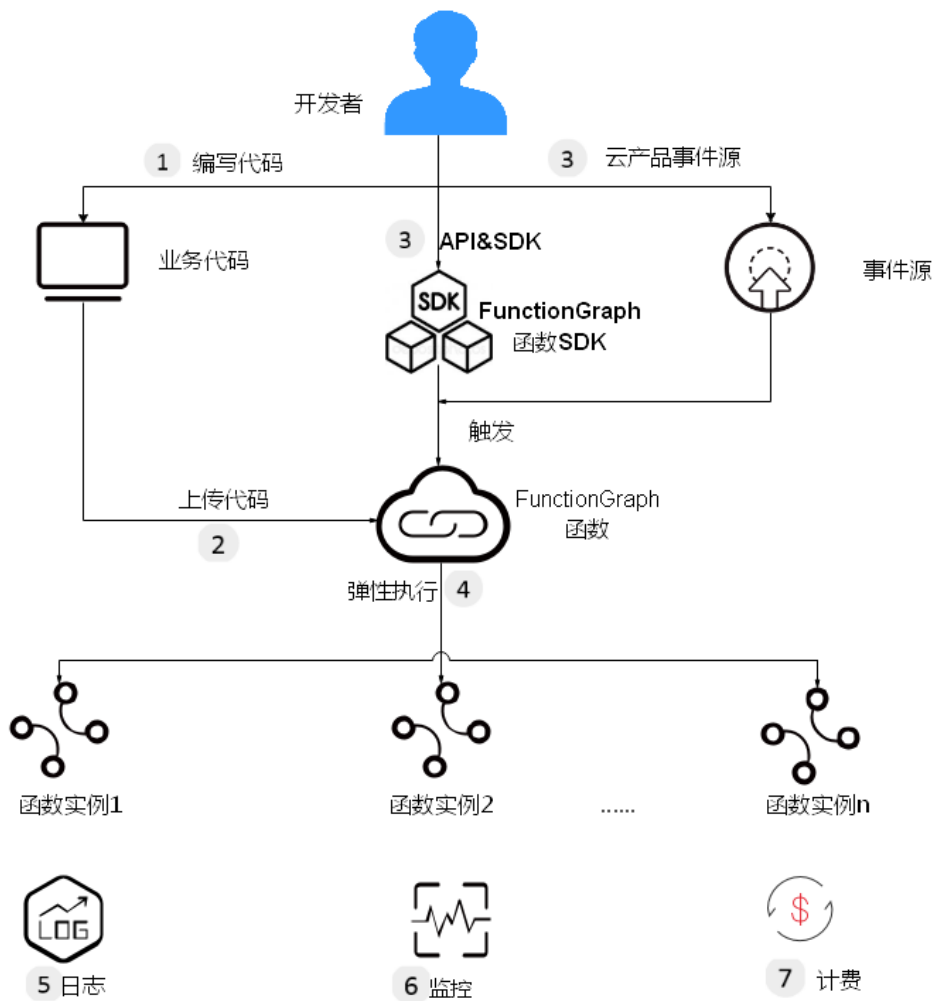 开发者
1 编写代码
3 云产品事件源
3 API&SDK
业务代码
事件源
SDK
FunctionGraph
函数SDK
触发
上传代码
2
FunctionGraph
函数
弹性执行 4
函数实例1
函数实例2
......
函数实例n
LOG
$
5 日志
6 监控
7 计费